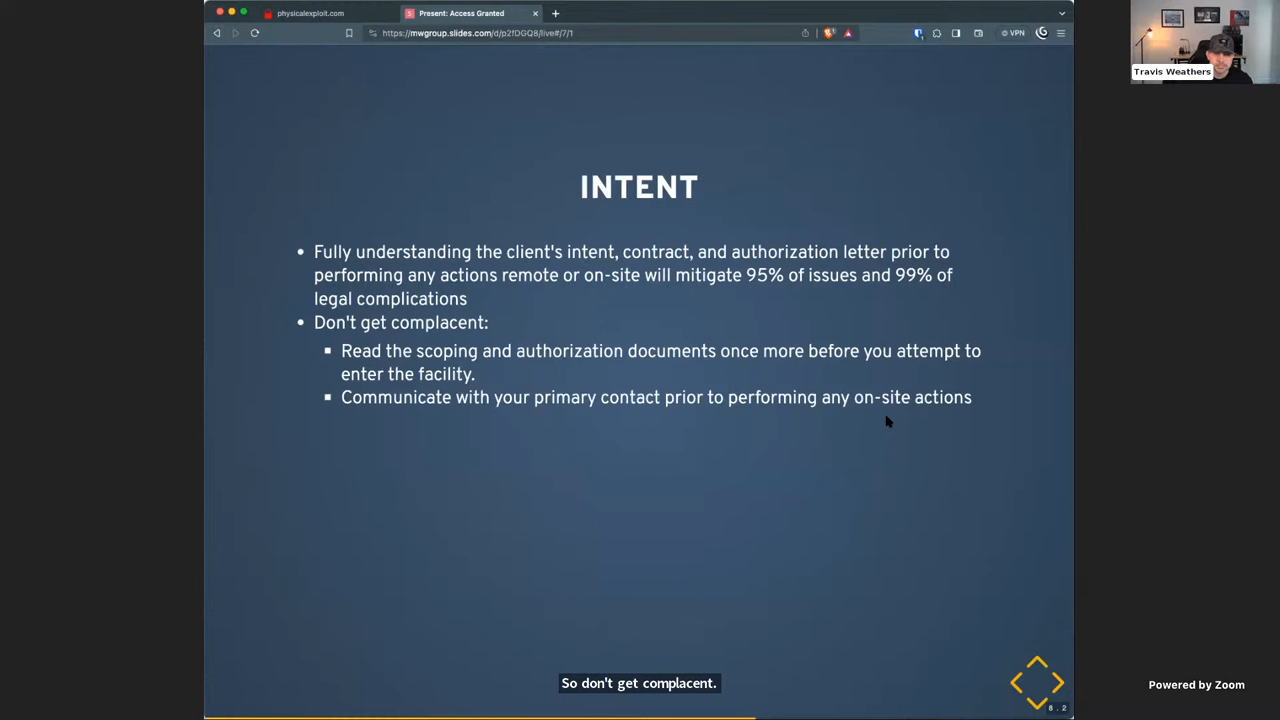 physicalexploit.com
Present: Access Granted
https://mwgroup.slides.com/d/p2fDGQ8/live#/7/1
VPN
Travis Weathers
INTENT
• Fully understanding the client's intent, contract, and authorization letter prior to
performing any actions remote or on-site will mitigate 95% of issues and 99% of
legal complications
• Don't get complacent:
▪ Read the scoping and authorization documents once more before you attempt to
enter the facility.
▪ Communicate with your primary contact prior to performing any on-site actions
So don't get complacent.
8.2
Powered by Zoom